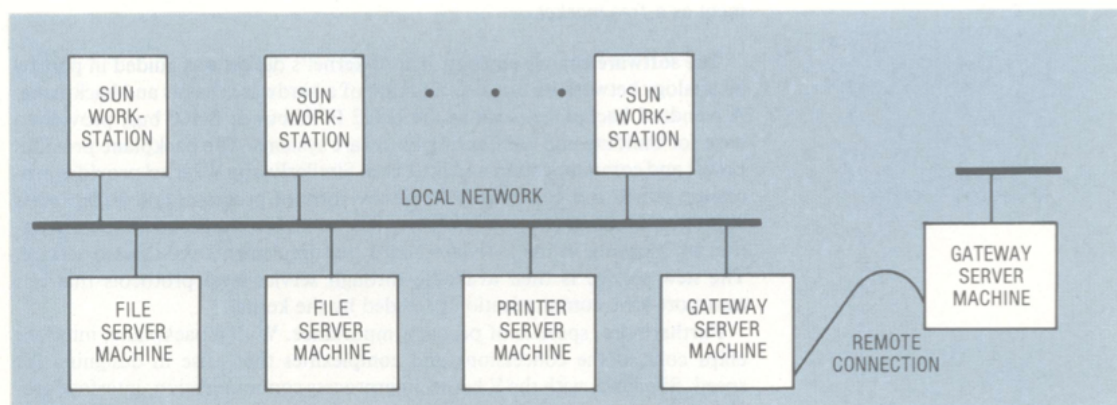 SUN
WORK-
STATION
SUN
WORK-
STATION
SUN
WORK-
STATION
LOCAL NETWORK
FILE
SERVER
MACHINE
FILE
SERVER
MACHINE
PRINTER
SERVER
MACHINE
GATEWAY
SERVER
MACHINE
REMOTE
CONNECTION
GATEWAY
SERVER
MACHINE